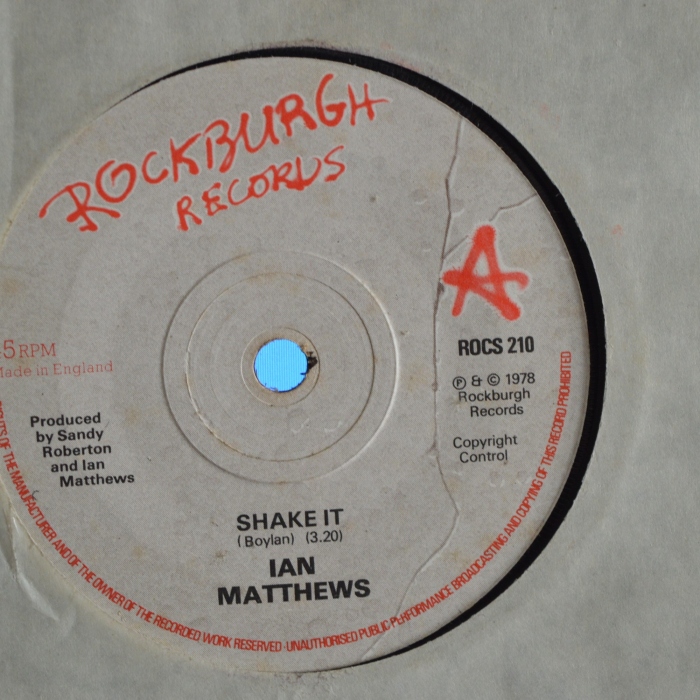 ROCKBURGH
RECORDS
A
ROCS 210
5 RPM
Made in England
℗ & © 1978
Rockburgh
Records
Copyright
Control
Produced
by Sandy
Roberton
and Ian
Matthews
SHAKE IT
(Boylan) (3.20)
IAN
MATTHEWS
OF THE MANUFACTURER AND OF THE OWNER OF THE RECORDED WORK RESERVED · UNAUTHORISED PUBLIC PERFORMANCE BROADCASTING AND COPYING OF THIS RECORD PROHIBITED